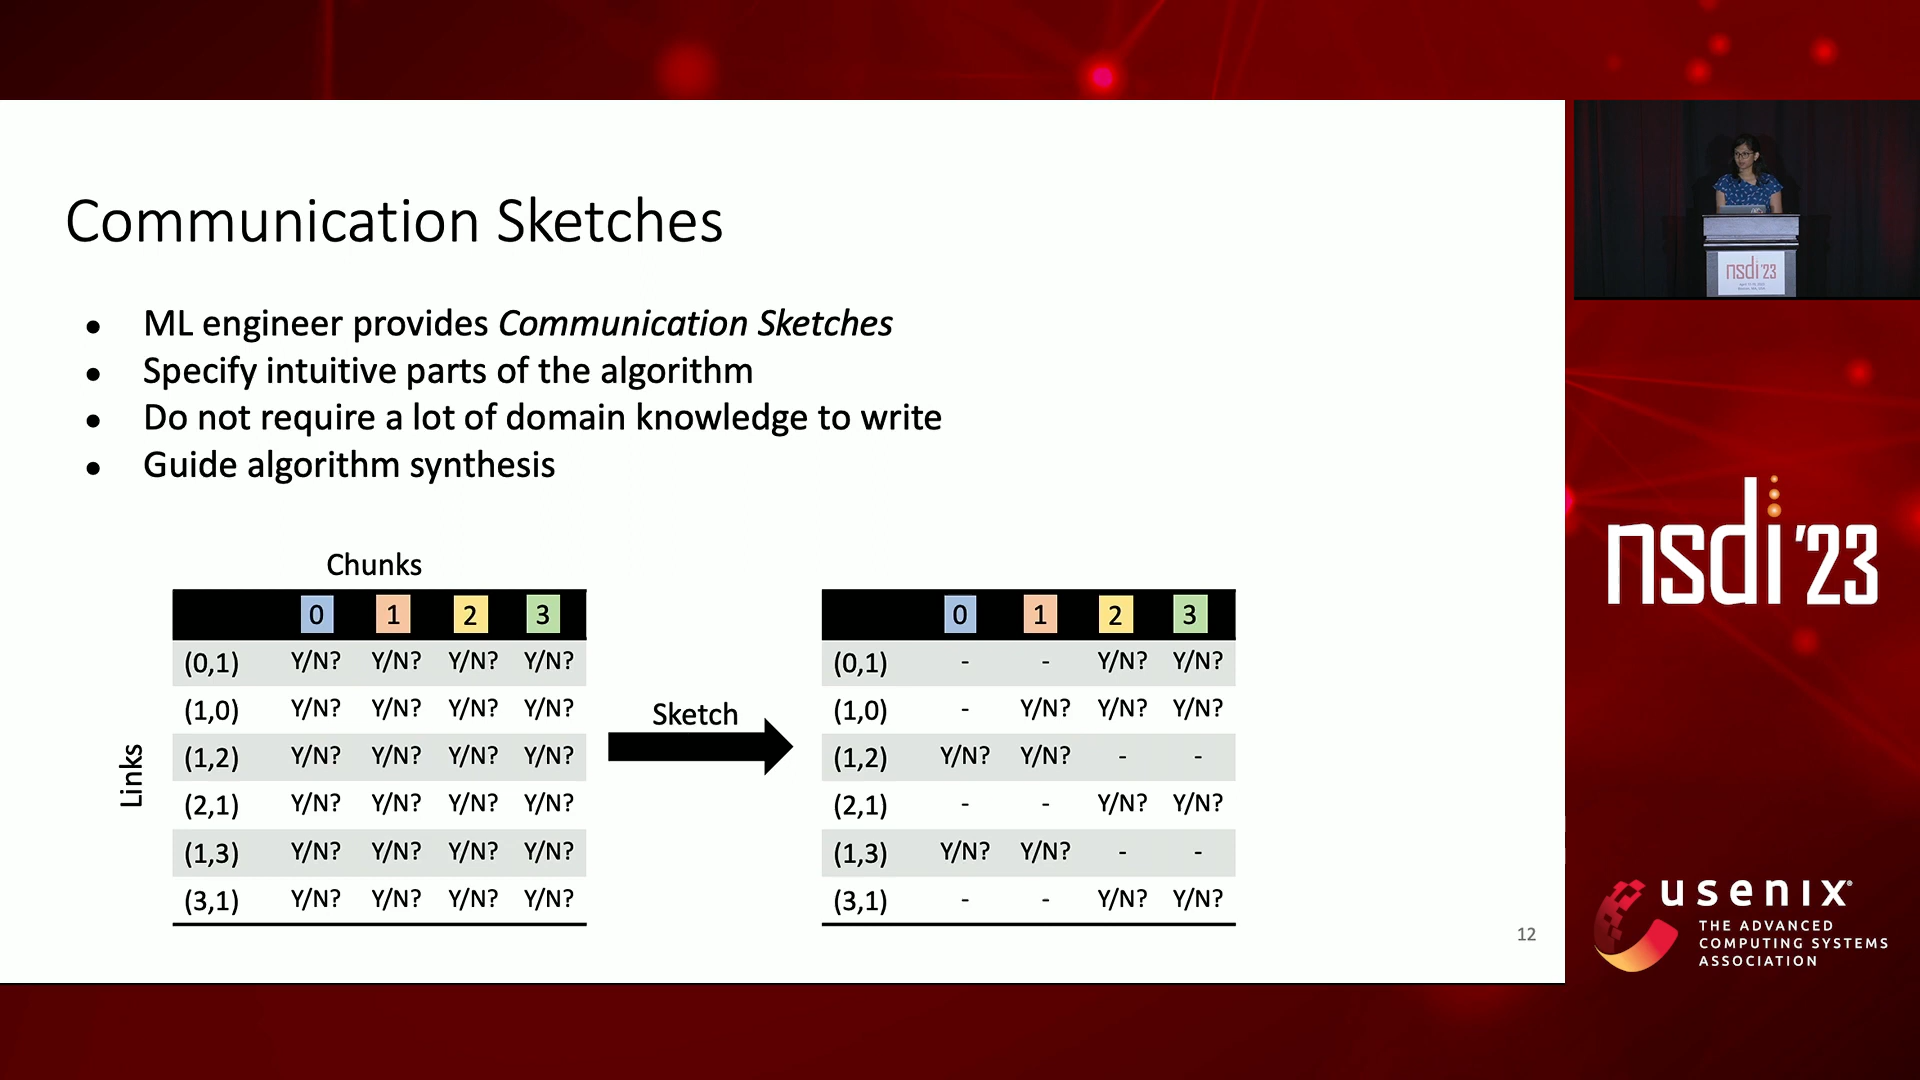 Communication Sketches
● ML engineer provides Communication Sketches
● Specify intuitive parts of the algorithm
● Do not require a lot of domain knowledge to write
● Guide algorithm synthesis
Chunks
0 1 2 3
(0,1) Y/N? Y/N? Y/N? Y/N?
(1,0) Y/N? Y/N? Y/N? Y/N?
(1,2) Y/N? Y/N? Y/N? Y/N?
(2,1) Y/N? Y/N? Y/N? Y/N?
(1,3) Y/N? Y/N? Y/N? Y/N?
(3,1) Y/N? Y/N? Y/N? Y/N?
Links
Sketch
0 1 2 3
(0,1) - - Y/N? Y/N?
(1,0) - Y/N? Y/N? Y/N?
(1,2) Y/N? Y/N? - -
(2,1) - - Y/N? Y/N?
(1,3) Y/N? Y/N? - -
(3,1) - - Y/N? Y/N?
12
nsdi '23
nsdi '23
usenix®
THE ADVANCED
COMPUTING SYSTEMS
ASSOCIATION